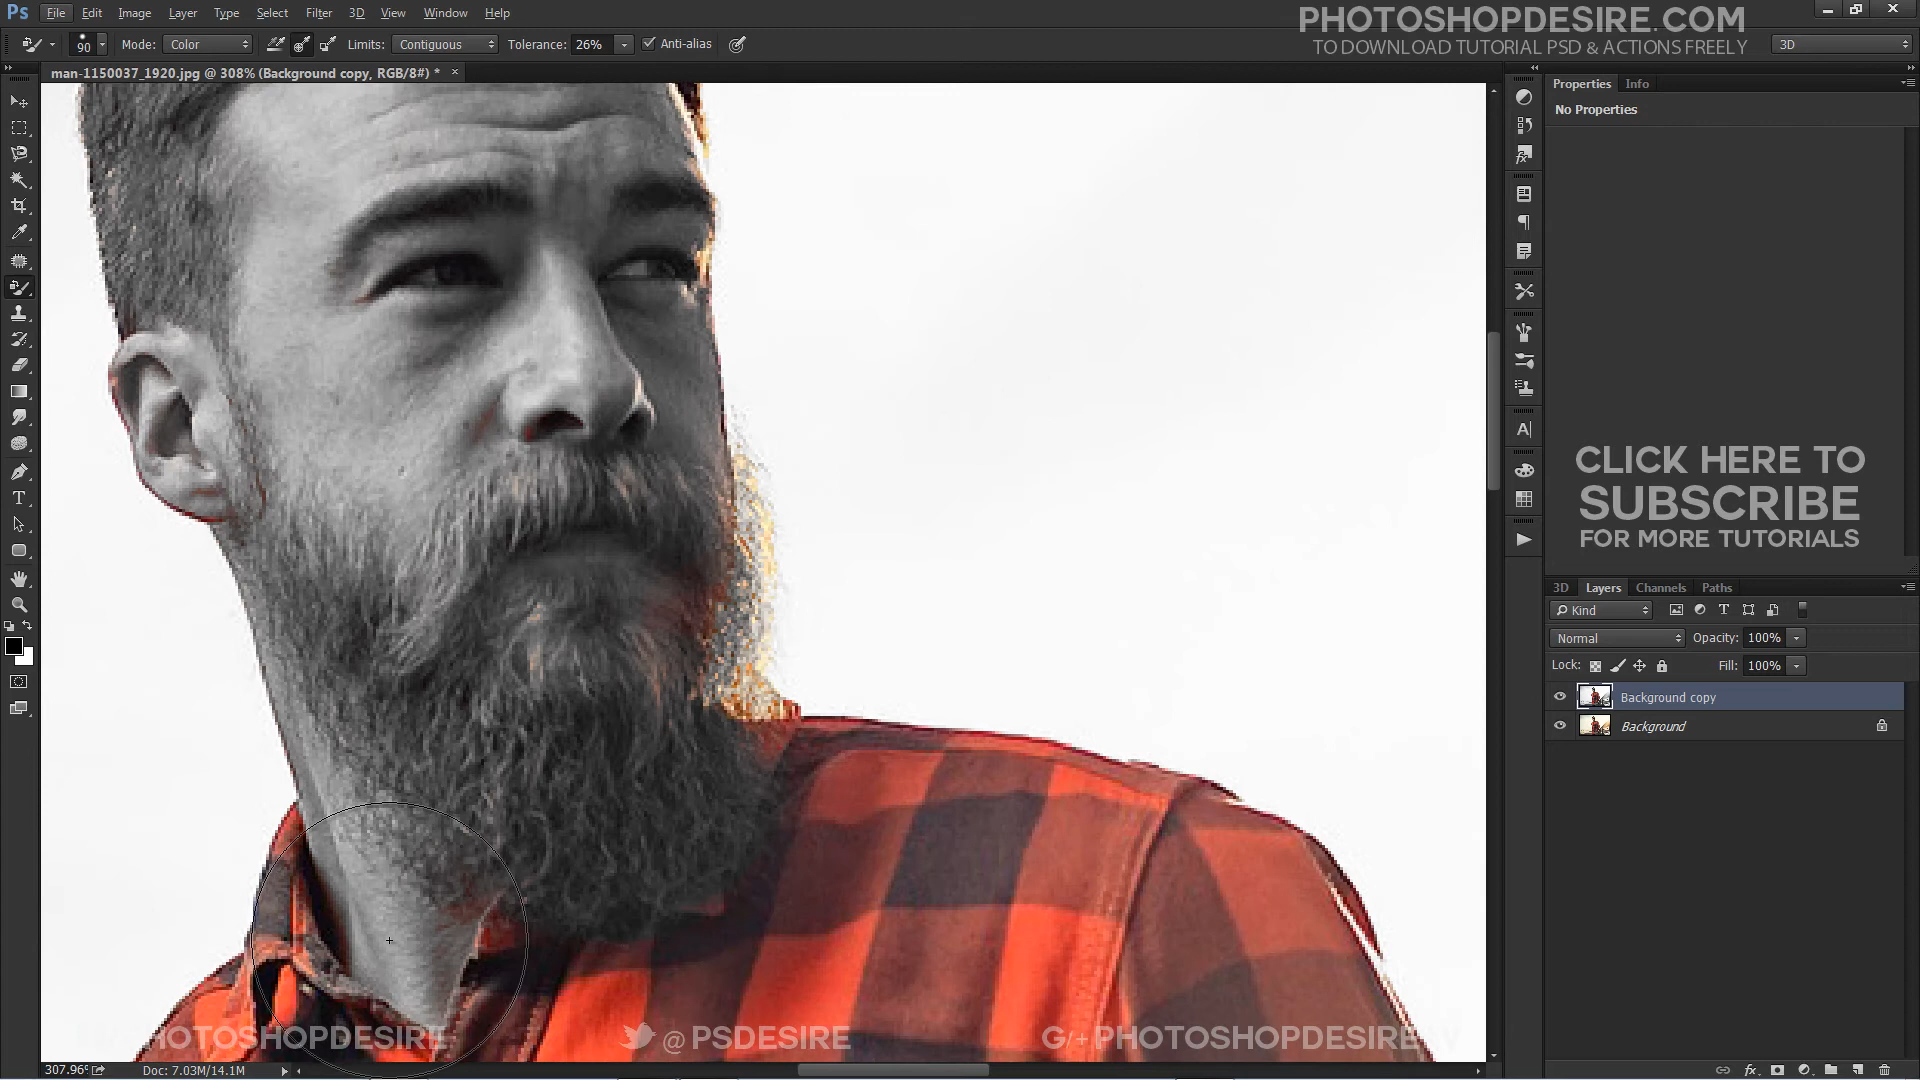 Ps File Edit Image Layer Type Select Filter 3D View Window Help
PHOTOSHOPDESIRE.COM
TO DOWNLOAD TUTORIAL PSD & ACTIONS FREELY
90 Mode: Color Limits: Contiguous Tolerance: 26% Anti-alias 3D
man-1150037_1920.jpg @ 308% (Background copy, RGB/8#) * ×
Properties Info
No Properties
CLICK HERE TO
SUBSCRIBE
FOR MORE TUTORIALS
3D Layers Channels Paths
Kind
Normal Opacity: 100%
Lock: Fill: 100%
Background copy
Background
PHOTOSHOPDESIRE @ PSDESIRE G/+ PHOTOSHOPDESIRE
307.96% Doc: 7.03M/14.1M